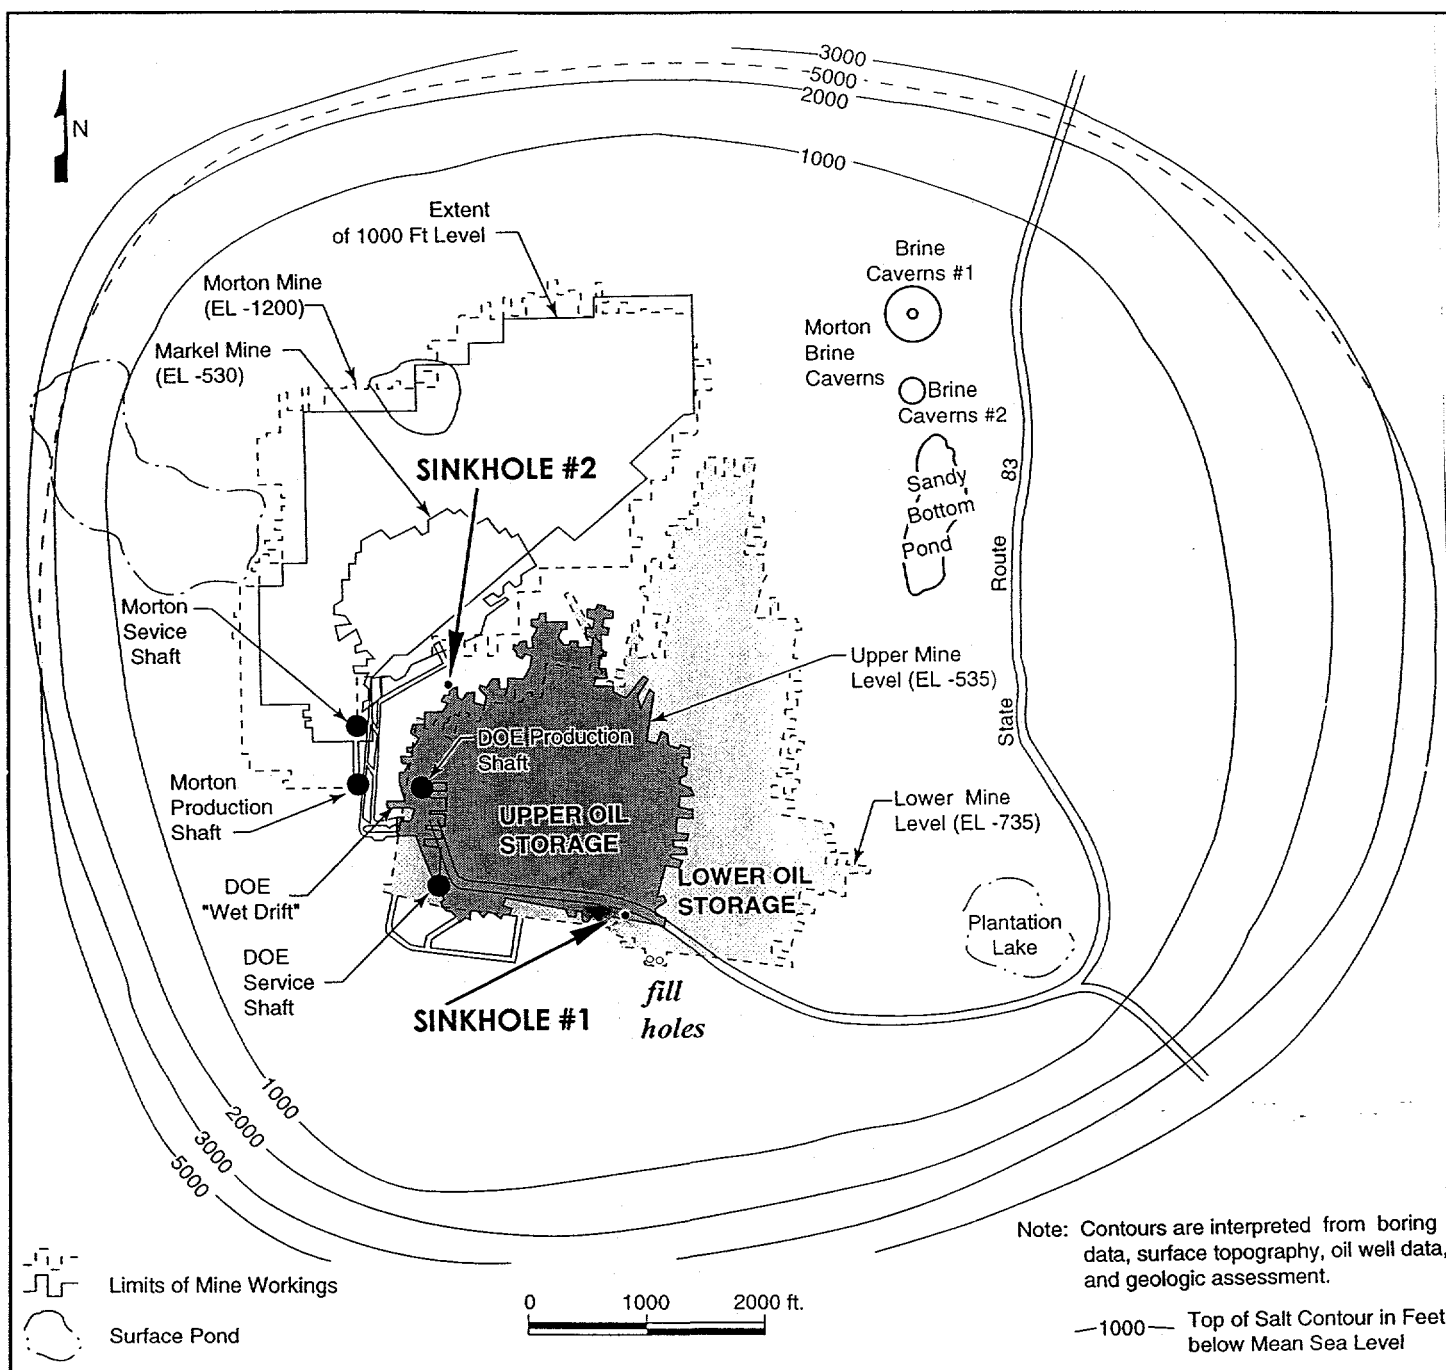 3000
5000
2000
1000
N
Extent
of 1000 Ft Level
Morton Mine
(EL -1200)
Markel Mine
(EL -530)
SINKHOLE #2
Brine
Caverns #1
Morton
Brine
Caverns
Brine
Caverns #2
Sandy
Bottom
Pond
State Route 83
Morton
Sevice
Shaft
Upper Mine
Level (EL -535)
DOE Production
Shaft
Morton
Production
Shaft
UPPER OIL
STORAGE
Lower Mine
Level (EL -735)
LOWER OIL
STORAGE
DOE
"Wet Drift"
Plantation
Lake
DOE
Service
Shaft
SINKHOLE #1
fill
holes
1000
2000
3000
5000
Limits of Mine Workings
Surface Pond
0 1000 2000 ft.
Note: Contours are interpreted from boring
data, surface topography, oil well data,
and geologic assessment.
1000 Top of Salt Contour in Feet
below Mean Sea Level